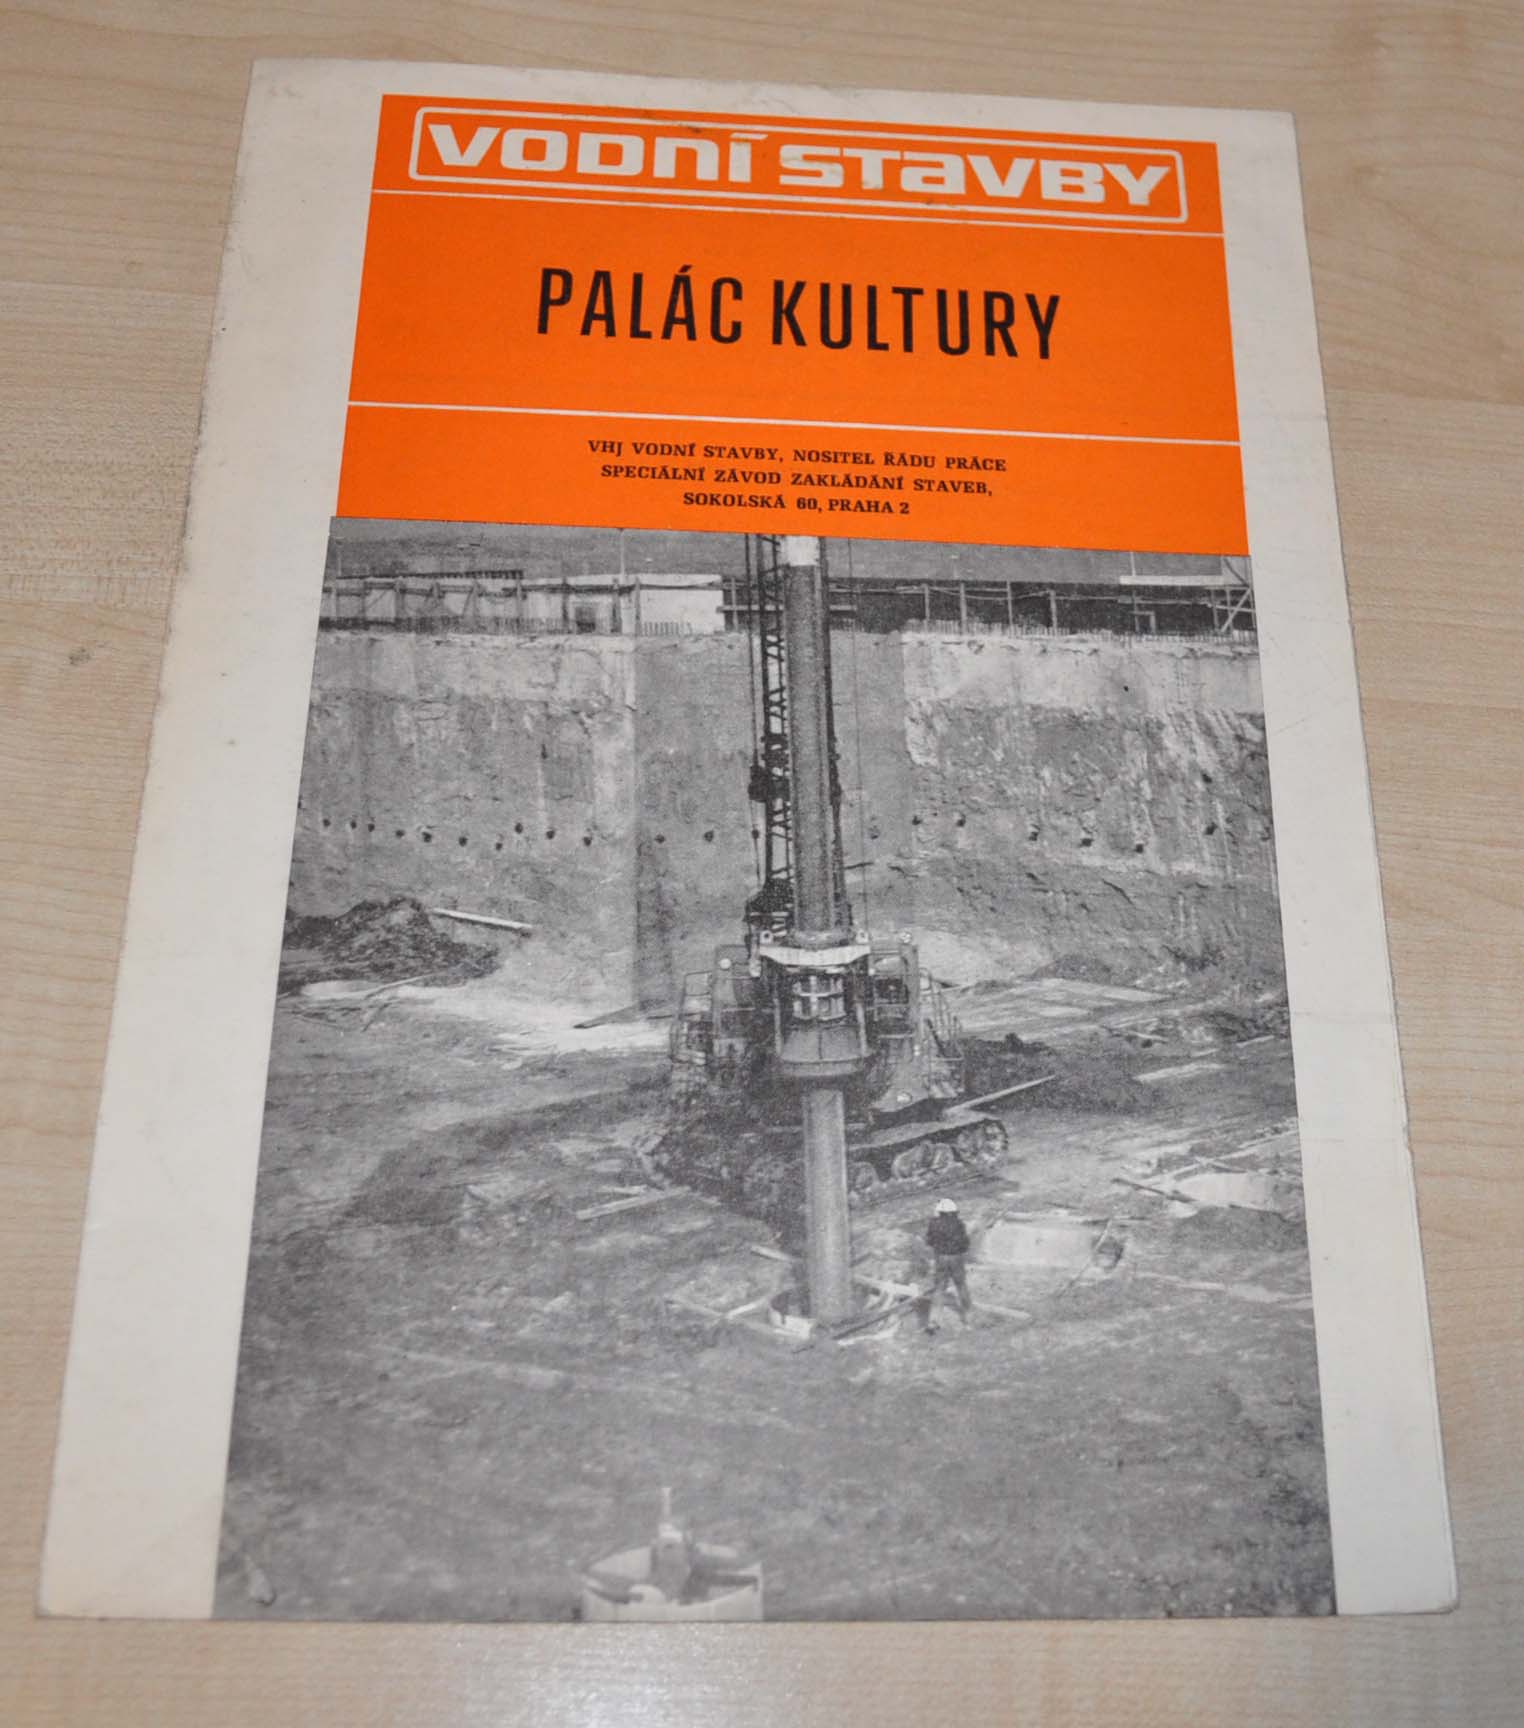 VODNÍ STAVBY
PALÁC KULTURY
VHJ VODNÍ STAVBY, NOSITEL ŘÁDU PRÁCE
SPECIÁLNÍ ZÁVOD ZAKLÁDÁNÍ STAVEB,
SOKOLSKÁ 60, PRAHA 2